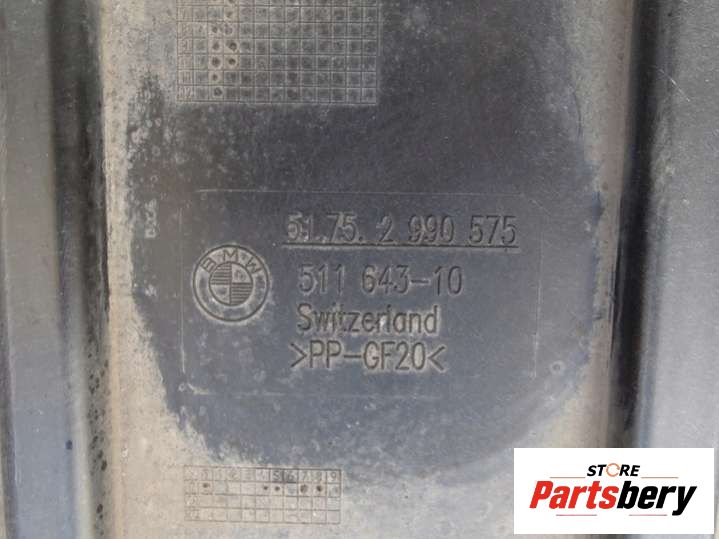 51.75. 2 990 575
BMW
511 643-10
Switzerland
>PP-GF20<
STORE
Partsbery